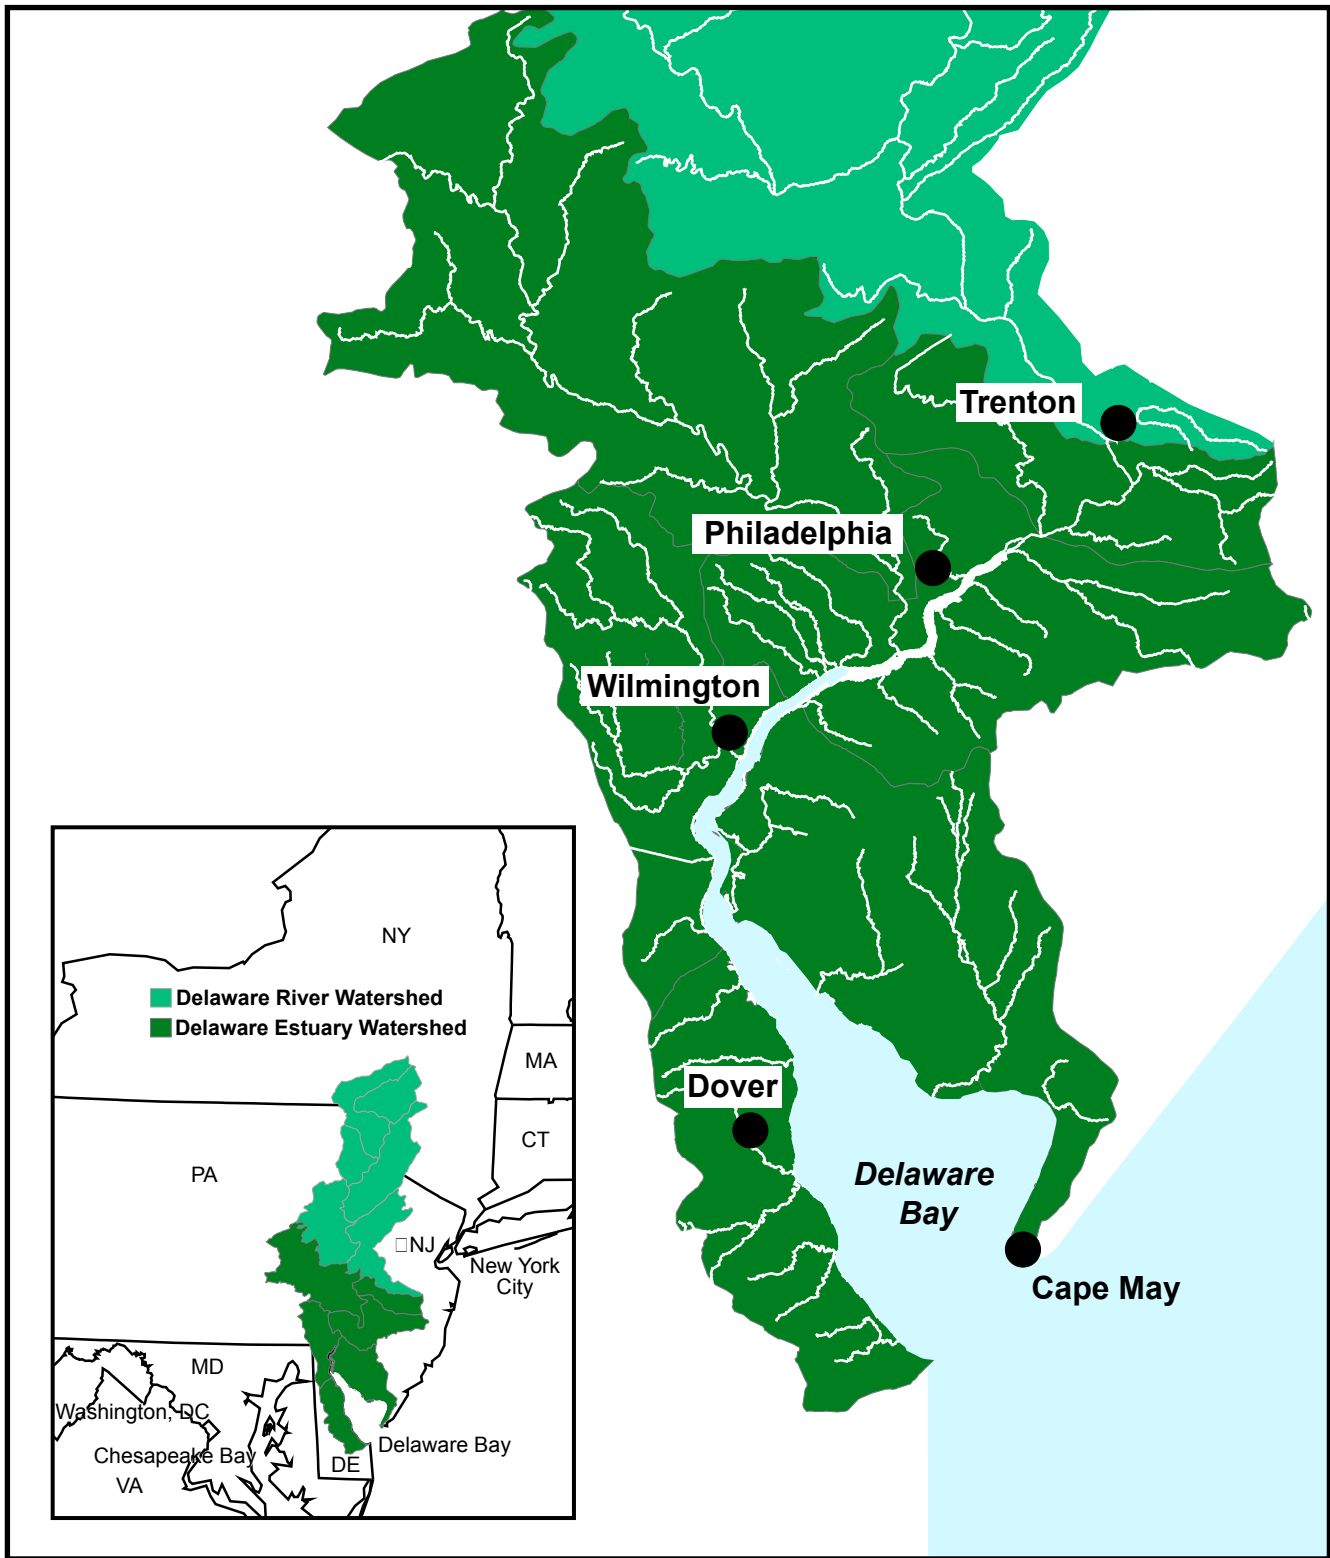 Trenton
Philadelphia
Wilmington
Dover
Delaware
Bay
Cape May
NY
Delaware River Watershed
Delaware Estuary Watershed
MA
CT
PA
NJ
New York
City
MD
Washington, DC
Chesapeake Bay
Delaware Bay
DE
VA